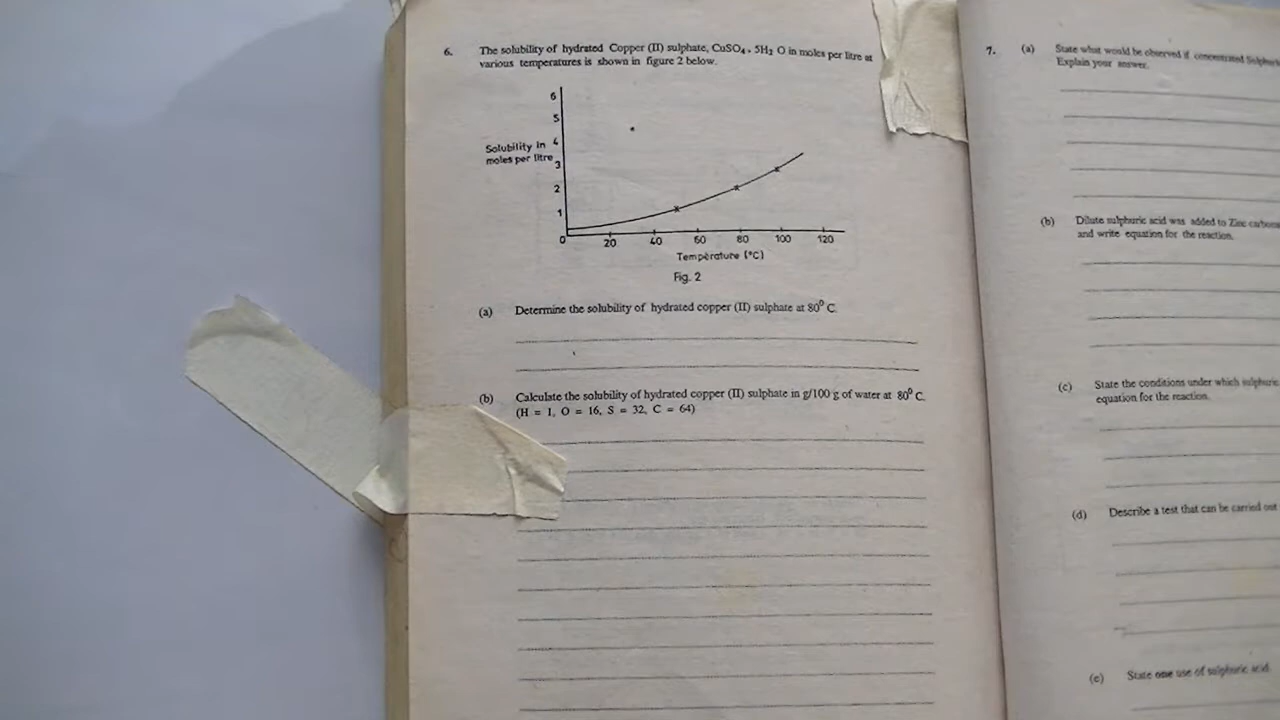 6. The solubility of hydrated Copper (II) sulphate, CuSO₄ . 5H₂ O in moles per litre at
various temperatures is shown in figure 2 below.
6
5
4
3
2
1
Solubility in
moles per litre
0 20 40 60 80 100 120
Temperature (°C)
Fig. 2
(a) Determine the solubility of hydrated copper (II) sulphate at 80⁰ C.
(b) Calculate the solubility of hydrated copper (II) sulphate in g/100 g of water at 80⁰ C.
(H = 1, O = 16, S = 32, C = 64)
7. (a) State what would be observed if concentrated
Explain your answer.
(b) Dilute sulphuric acid was added to Zinc
and write equation for the reaction.
(c) State the conditions under which sulphuric
equation for the reaction.
(d) Describe a test that can be carried out
(e) State one use of sulphuric acid.